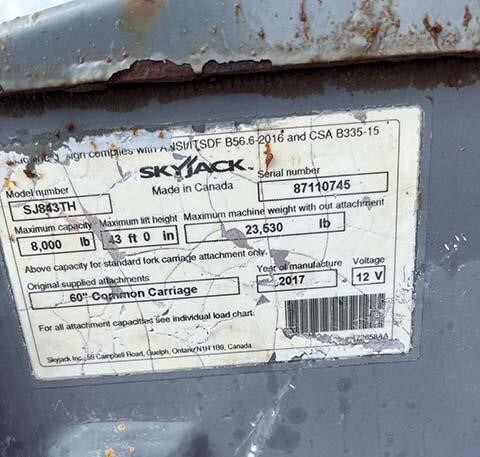 sign complies with ANSI/ITSDF B56.6-2016 and CSA B335-15
SKYJACK
Made in Canada
Model number
SJ843TH
Serial number
87110745
Maximum capacity
8,000 lb
Maximum lift height
43 ft 0 in
Maximum machine weight with out attachment
23,530 lb
Above capacity for standard fork carriage attachment only.
Original supplied attachments
60" Common Carriage
Year of manufacture
2017
Voltage
12 V
For all attachment capacities see individual load chart.
Skyjack Inc., 55 Campbell Road, Guelph, Ontario N1H 1B9, Canada